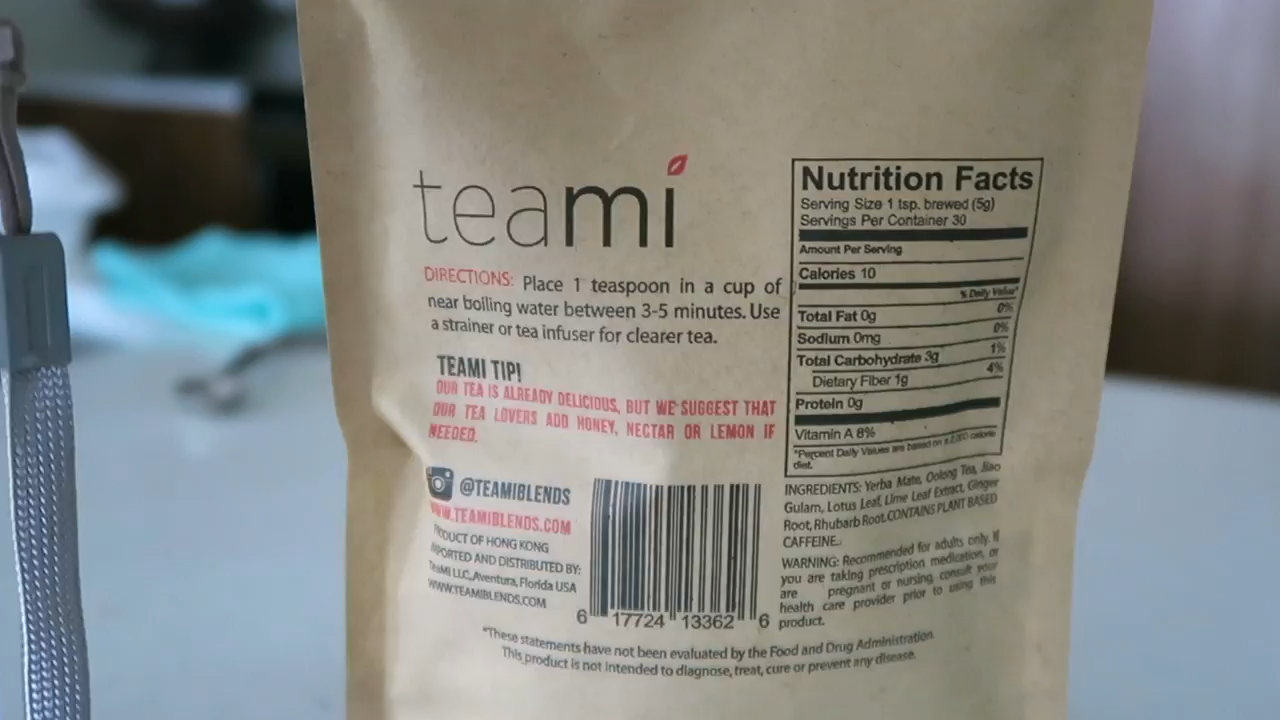 teami
DIRECTIONS: Place 1 teaspoon in a cup of
near boiling water between 3-5 minutes. Use
a strainer or tea infuser for clearer tea.
TEAMI TIP!
OUR TEA IS ALREADY DELICIOUS, BUT WE SUGGEST THAT
OUR TEA LOVERS ADD HONEY, NECTAR OR LEMON IF
NEEDED.
@TEAMIBLENDS
WWW.TEAMIBLENDS.COM
PRODUCT OF HONG KONG
IMPORTED AND DISTRIBUTED BY:
TeaMi LLC, Aventura, Florida USA
WWW.TEAMIBLENDS.COM
6 17724 13362 6
Nutrition Facts
Serving Size 1 tsp. brewed (5g)
Servings Per Container 30
Amount Per Serving
Calories 10
% Daily Value*
Total Fat 0g 0%
Sodium 0mg 0%
Total Carbohydrate 3g 1%
Dietary Fiber 1g 4%
Protein 0g
Vitamin A 8%
*Percent Daily Values are based on a 2,000 calorie
diet.
INGREDIENTS: Yerba Mate, Oolong Tea, Jiao
Gulam, Lotus Leaf, Lime Leaf Extract, Ginger
Root, Rhubarb Root.CONTAINS PLANT BASED
CAFFEINE.
WARNING: Recommended for adults only. If
you are taking prescription medication, or
are pregnant or nursing, consult your
health care provider prior to using this
product.
*These statements have not been evaluated by the Food and Drug Administration.
This product is not intended to diagnose, treat, cure or prevent any disease.